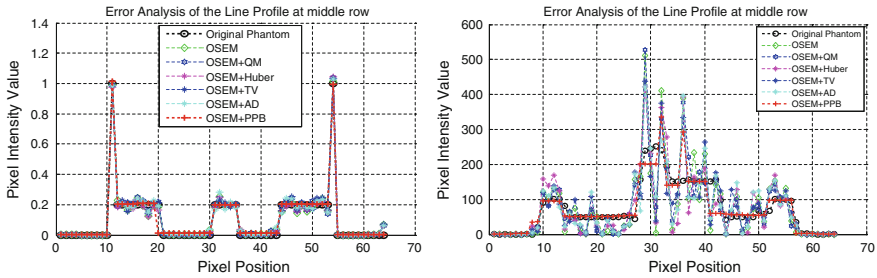 Error Analysis of the Line Profile at middle row
1.4
1.2
1
0.8
0.6
0.4
0.2
0
0 10 20 30 40 50 60 70
Pixel Intensity Value
Pixel Position
Original Phantom
OSEM
OSEM+QM
OSEM+Huber
OSEM+TV
OSEM+AD
OSEM+PPB
Error Analysis of the Line Profile at middle row
600
500
400
300
200
100
0
0 10 20 30 40 50 60 70
Pixel Intensity Value
Pixel Position
Original Phantom
OSEM
OSEM+QM
OSEM+Huber
OSEM+TV
OSEM+AD
OSEM+PPB